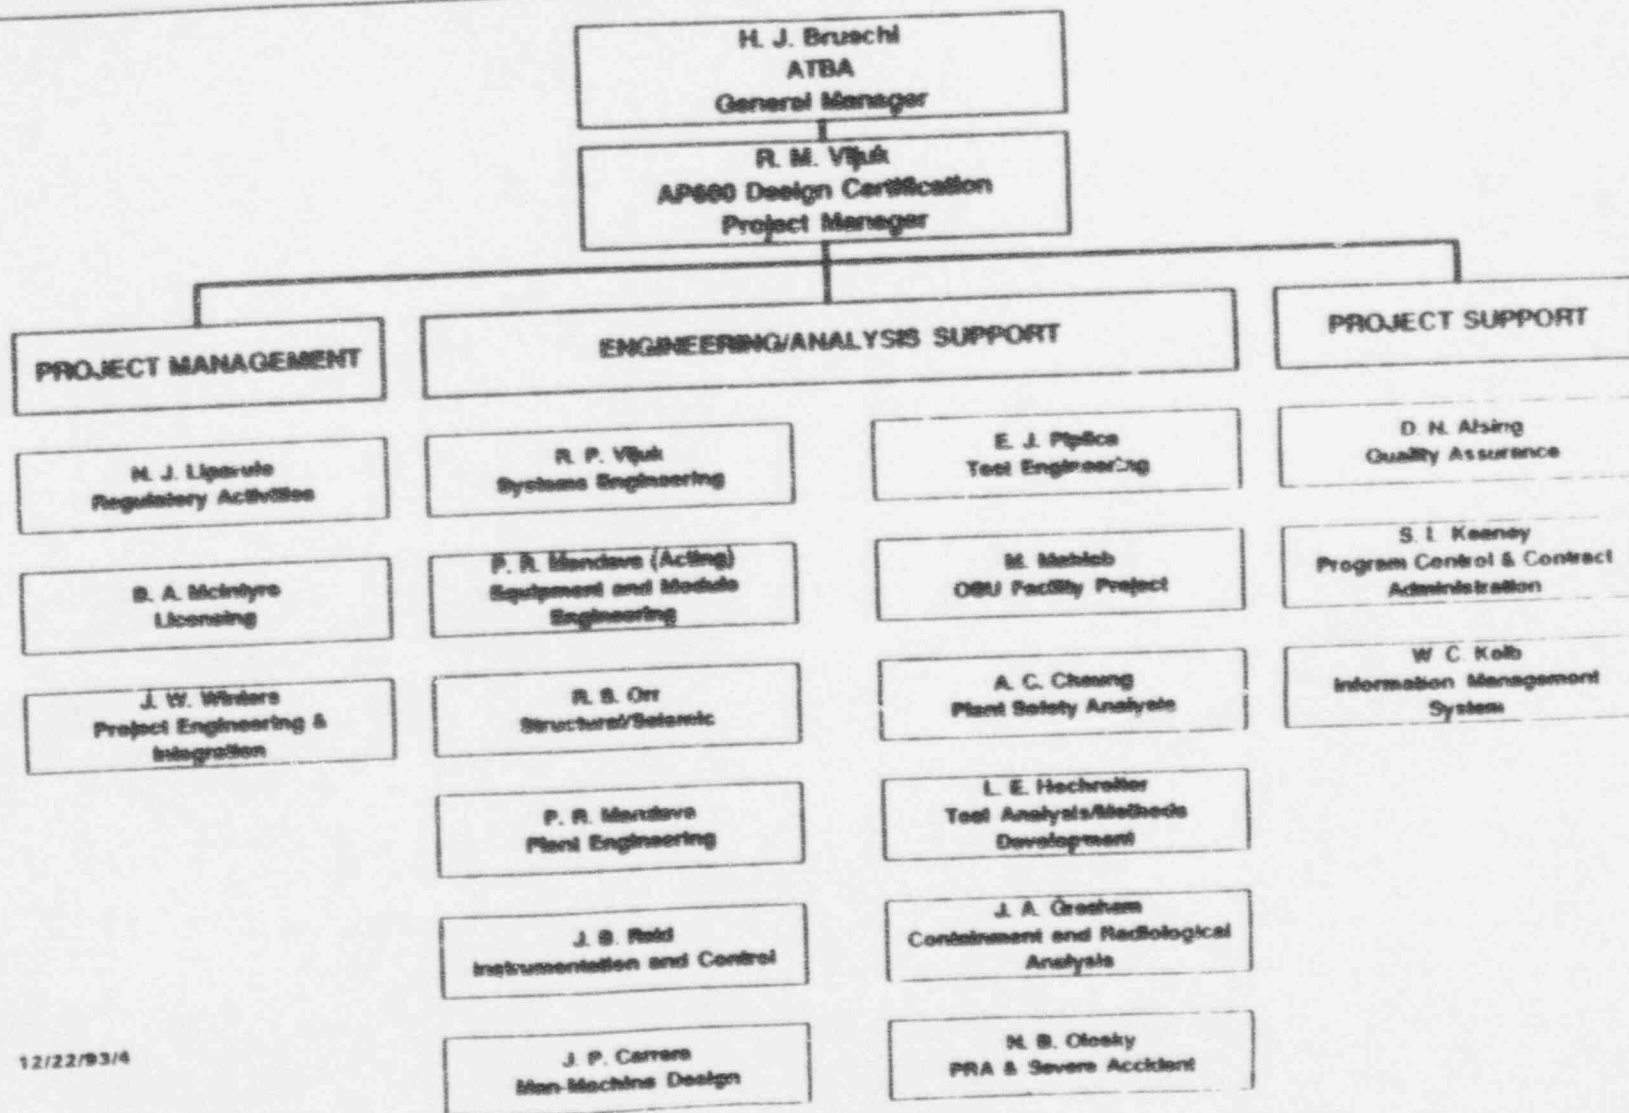 H. J. Bruschi
ATBA
General Manager
R. M. Vijuk
AP600 Design Certification
Project Manager
PROJECT MANAGEMENT
ENGINEERING/ANALYSIS SUPPORT
PROJECT SUPPORT
N. J. Liparulo
Regulatory Activities
B. A. McIntyre
Licensing
J. W. Winters
Project Engineering &
Integration
R. P. Vijuk
Systems Engineering
P. R. Mandava (Acting)
Equipment and Module
Engineering
R. S. Orr
Structural/Seismic
P. R. Mandava
Plant Engineering
J. B. Reid
Instrumentation and Control
J. P. Carrera
Man-Machine Design
E. J. Piplica
Test Engineering
M.
Facility Project
A. C. Cheung
Plant Safety Analysis
L. E. Hochreiter
Test Analysis/Methods
Development
J. A. Gresham
Containment and Radiological
Analysis
N. B.
PRA & Severe Accident
D. N. Alsing
Quality Assurance
S. L. Keaney
Program Control & Contract
Administration
W. C. Kolb
Information Management
System
12/22/93/4